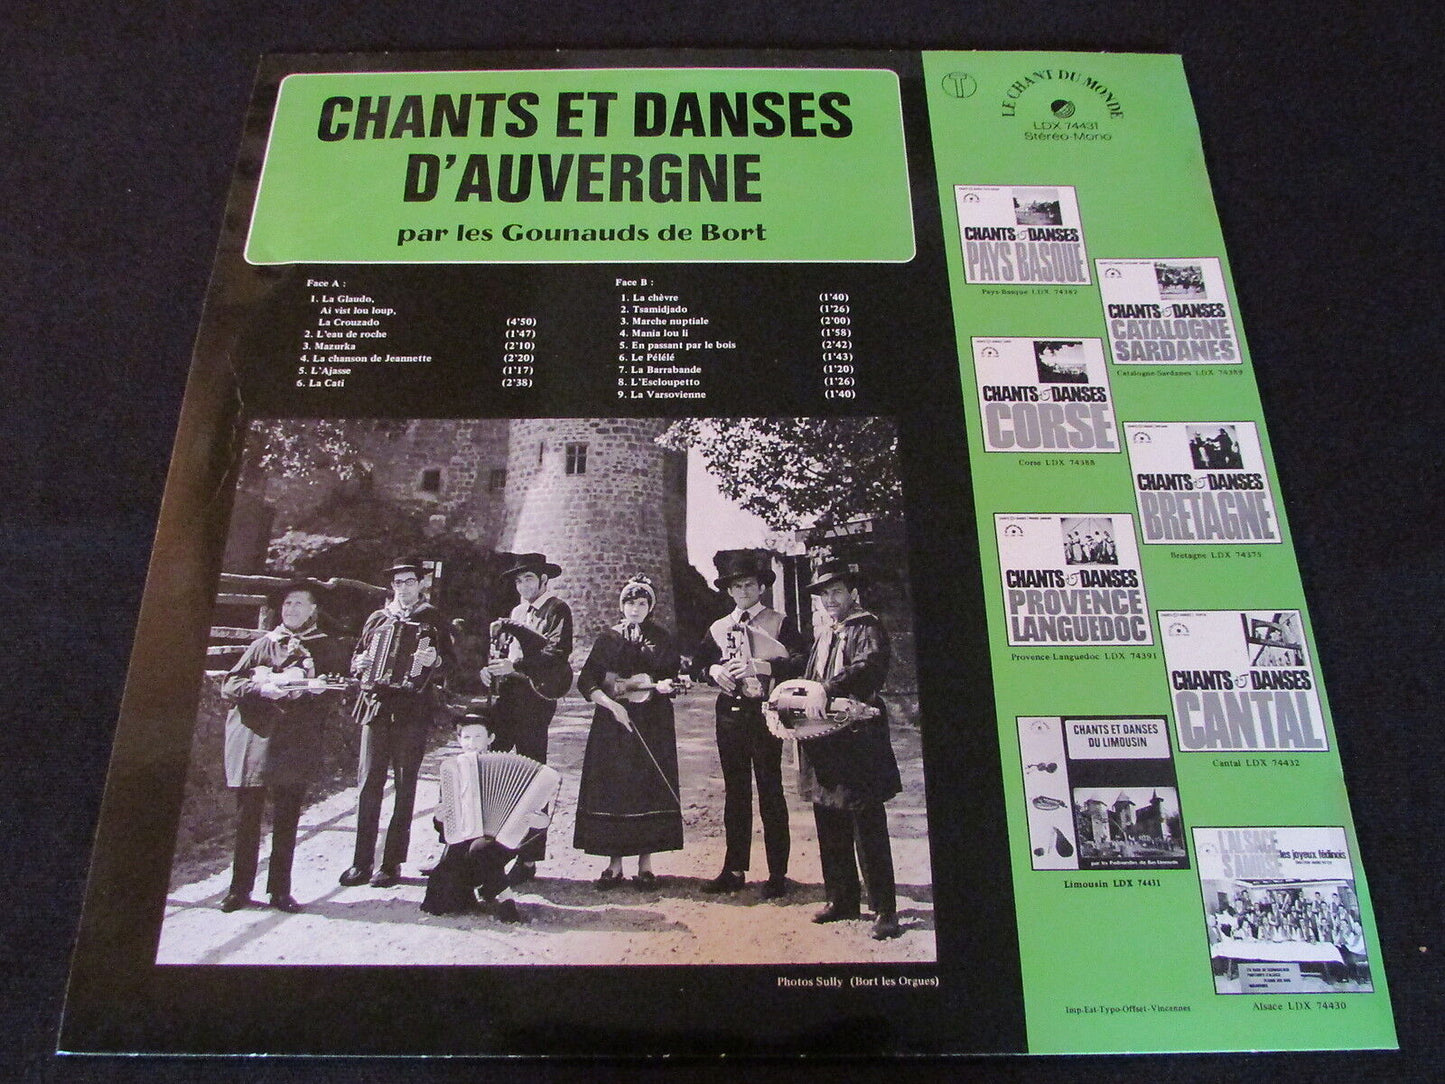 CHANTS ET DANSES
D'AUVERGNE
par les Gounauds de Bort
Face A :
1. La Glaudo,
Ai vist lou loup,
La Crouzado (4'50)
2. L'eau de roche (1'47)
3. Mazurka (2'10)
4. La chanson de Jeannette (2'20)
5. L'Ajasse (1'17)
6. La Cati (2'38)
Face B :
1. La chèvre (1'40)
2. Tsamidjado (1'26)
3. Marche nuptiale (2'00)
4. Mania lou li (1'58)
5. En passant par le bois (2'42)
6. Le Pélélé (1'43)
7. La Barrabande (1'20)
8. L'Escloupetto (1'26)
9. La Varsovienne (1'40)
Photos Sully (Bort les Orgues)
T
LE CHANT DU MONDE
LDX 74431
Stéréo-Mono
CHANTS & DANSES
PAYS BASQUE
Pays-Basque LDX 74382
CHANTS & DANSES
CATALOGNE
SARDANES
Catalogne-Sardanes LDX 74389
CHANTS & DANSES
CORSE
Corse LDX 74388
CHANTS & DANSES
BRETAGNE
Bretagne LDX 74375
CHANTS & DANSES
PROVENCE
LANGUEDOC
Provence-Languedoc LDX 74391
CHANTS & DANSES
CANTAL
Cantal LDX 74432
CHANTS ET DANSES
DU LIMOUSIN
Limousin LDX 74431
L'ALSACE
S'AMUSE
les joyeux fédinois
Alsace LDX 74430
Imp.Est-Typo-Offset-Vincennes